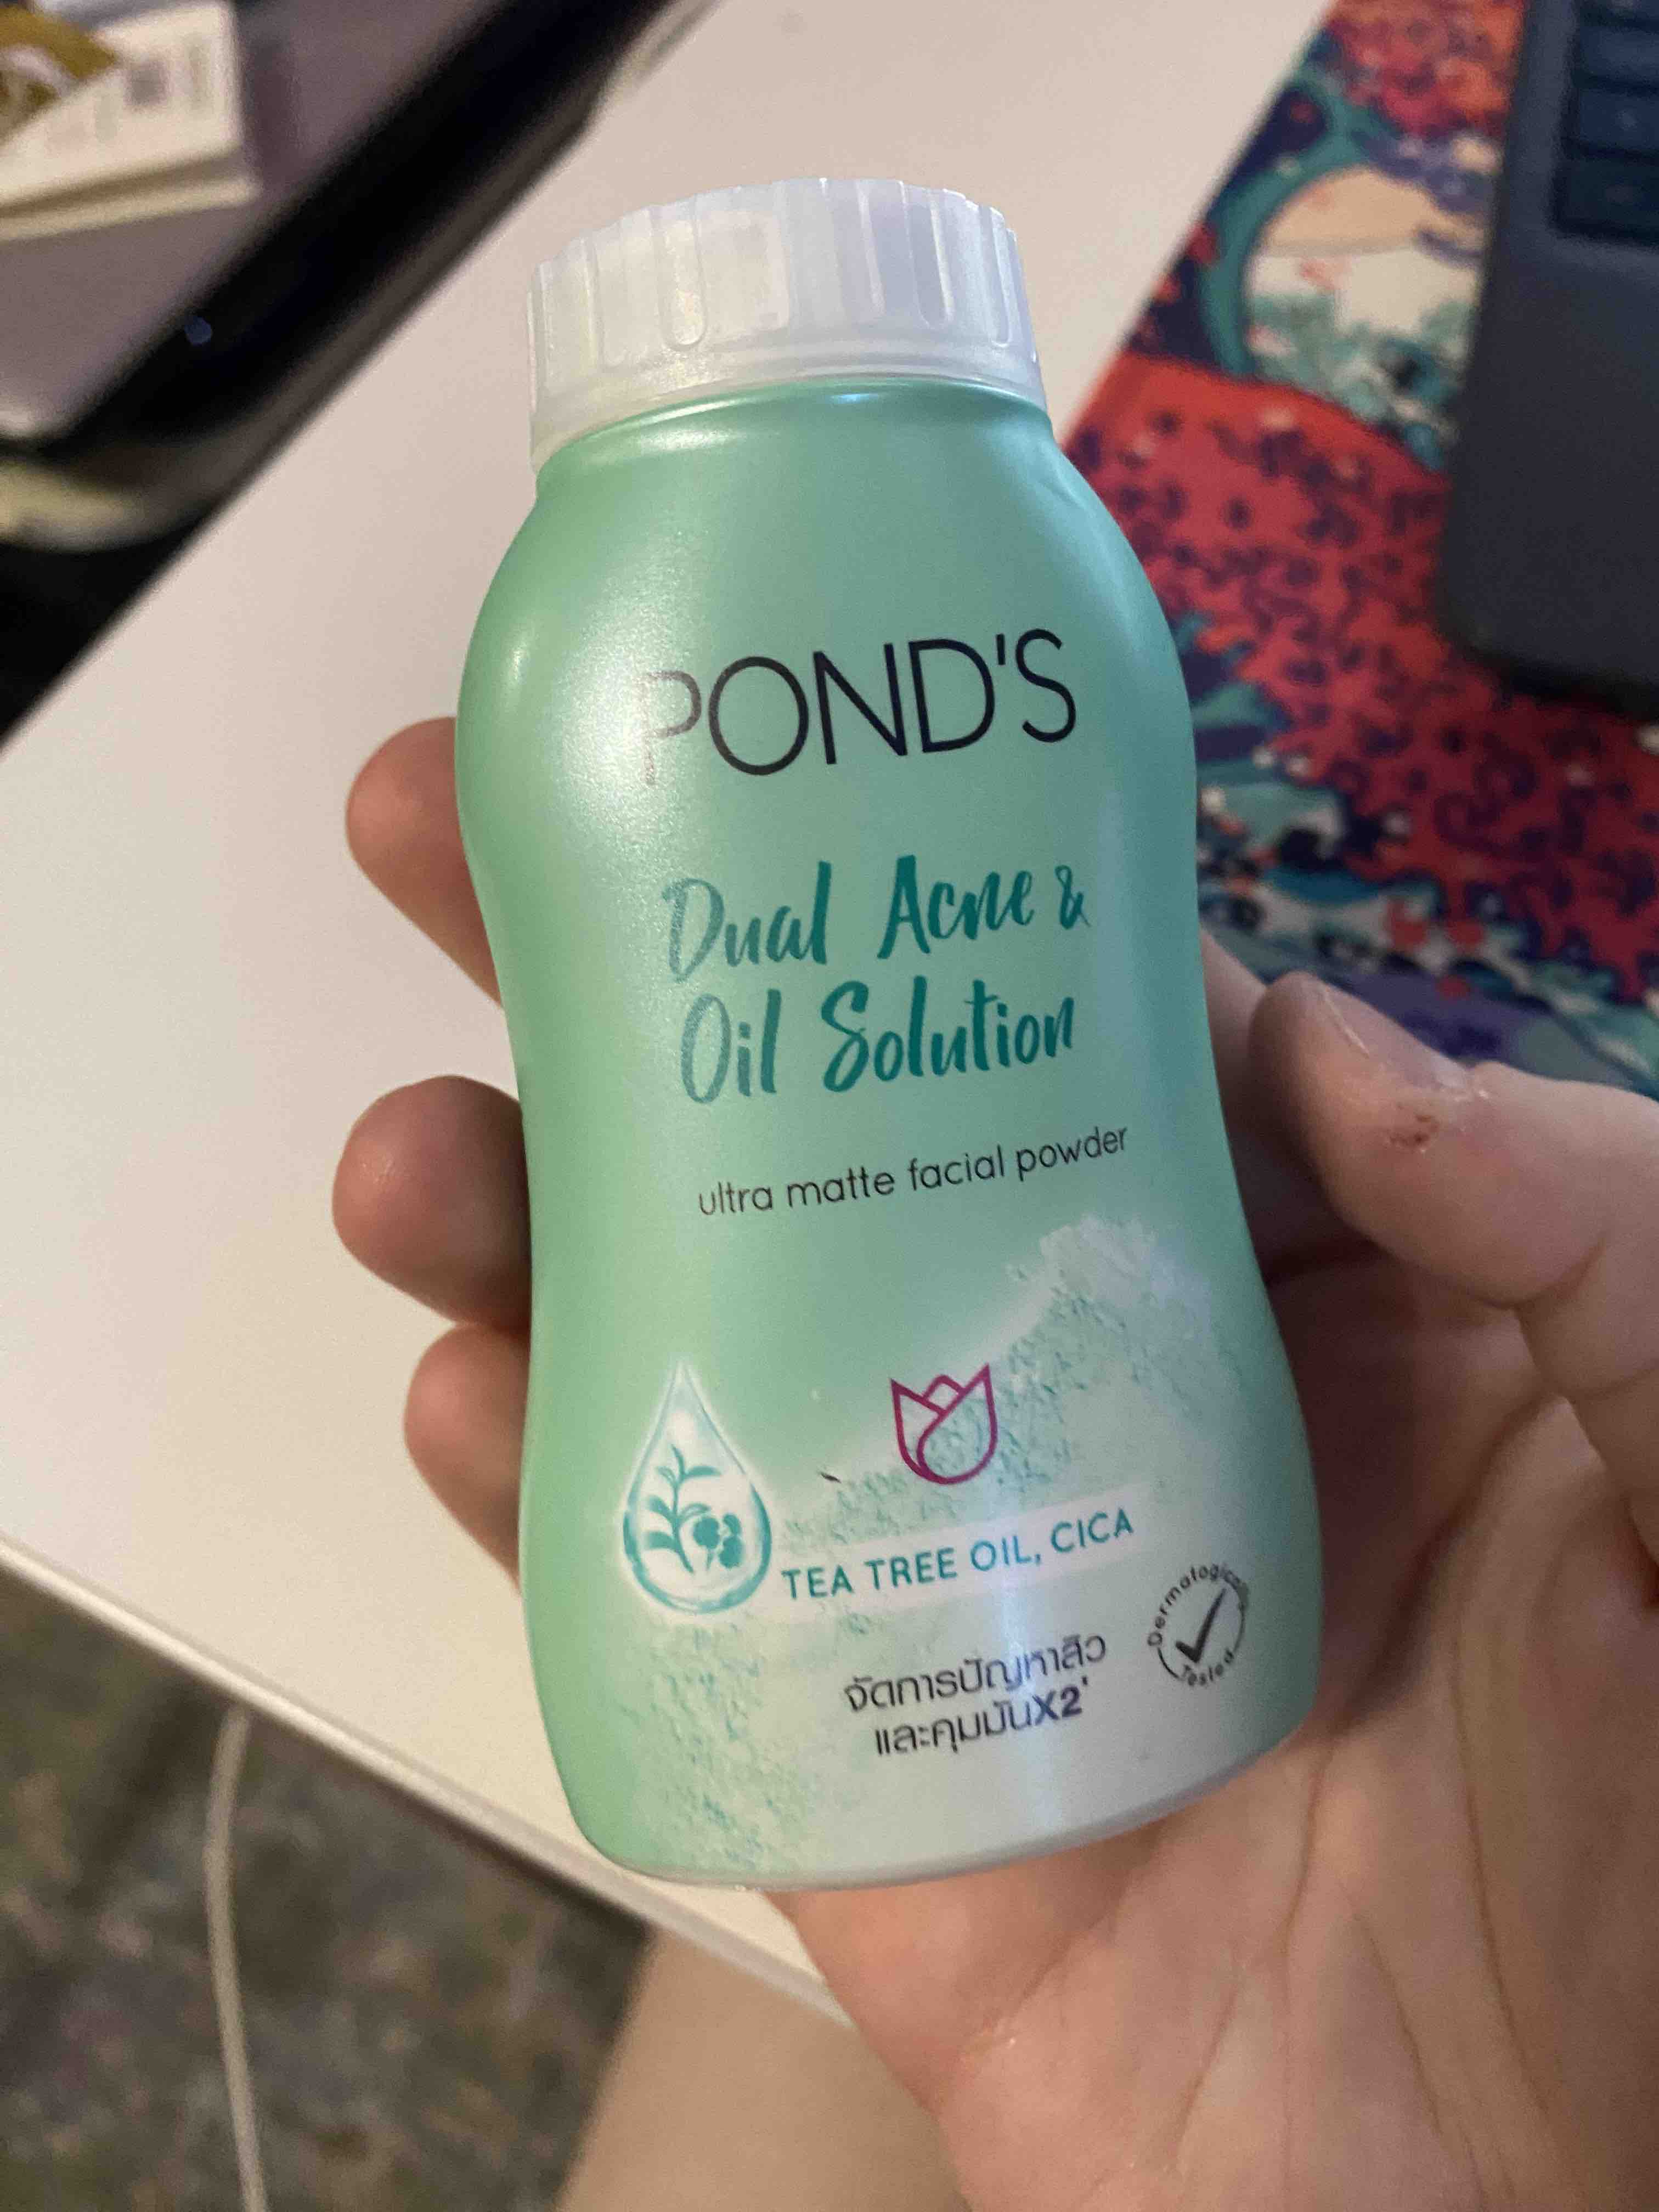 POND'S
Dual Acne &
Oil Solution
ultra matte facial powder
TEA TREE OIL, CICA
Dermatologically
Tested
จัดการปัญหาสิว
และคุมมันX2*